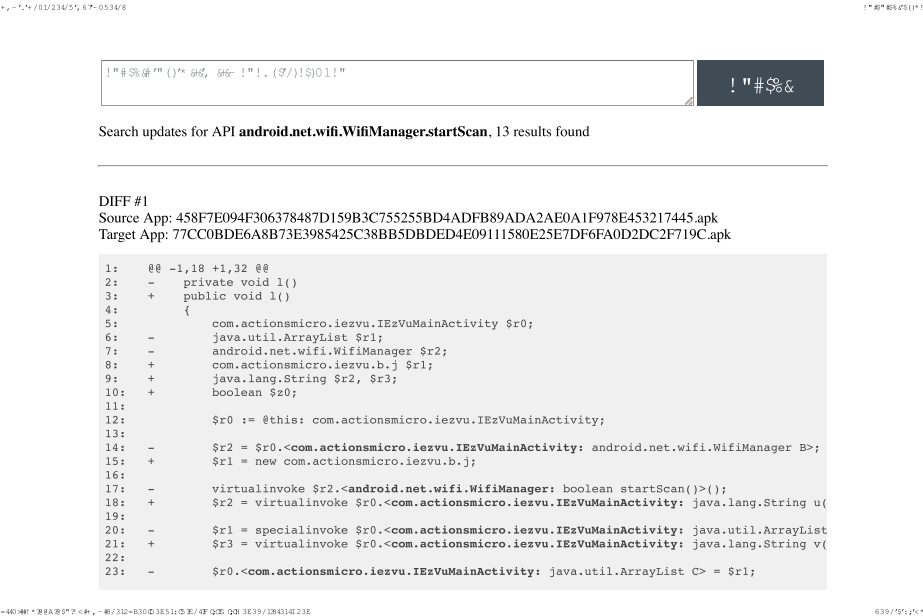 Search updates for API android.net.wifi.WifiManager.startScan, 13 results found
DIFF #1
Source App: 458F7E094F306378487D159B3C755255BD4ADFB89ADA2AE0A1F978E453217445.apk
Target App: 77CC0BDE6A8B73E3985425C38BB5DBDED4E09111580E25E7DF6FA0D2DC2F719C.apk
1: @@ -1,18 +1,32 @@
2: - private void l()
3: + public void l()
4: {
5: com.actionsmicro.iezvu.IEzVuMainActivity $r0;
6: - java.util.ArrayList $r1;
7: - android.net.wifi.WifiManager $r2;
8: + com.actionsmicro.iezvu.b.j $r1;
9: + java.lang.String $r2, $r3;
10: + boolean $z0;
11:
12: $r0 := @this: com.actionsmicro.iezvu.IEzVuMainActivity;
13:
14: - $r2 = $r0.<com.actionsmicro.iezvu.IEzVuMainActivity: android.net.wifi.WifiManager B>;
15: + $r1 = new com.actionsmicro.iezvu.b.j;
16:
17: - virtualinvoke $r2.<android.net.wifi.WifiManager: boolean startScan()>();
18: + $r2 = virtualinvoke $r0.<com.actionsmicro.iezvu.IEzVuMainActivity: java.lang.String u(
19:
20: - $r1 = specialinvoke $r0.<com.actionsmicro.iezvu.IEzVuMainActivity: java.util.ArrayList
21: + $r3 = virtualinvoke $r0.<com.actionsmicro.iezvu.IEzVuMainActivity: java.lang.String v(
22:
23: - $r0.<com.actionsmicro.iezvu.IEzVuMainActivity: java.util.ArrayList C> = $r1;